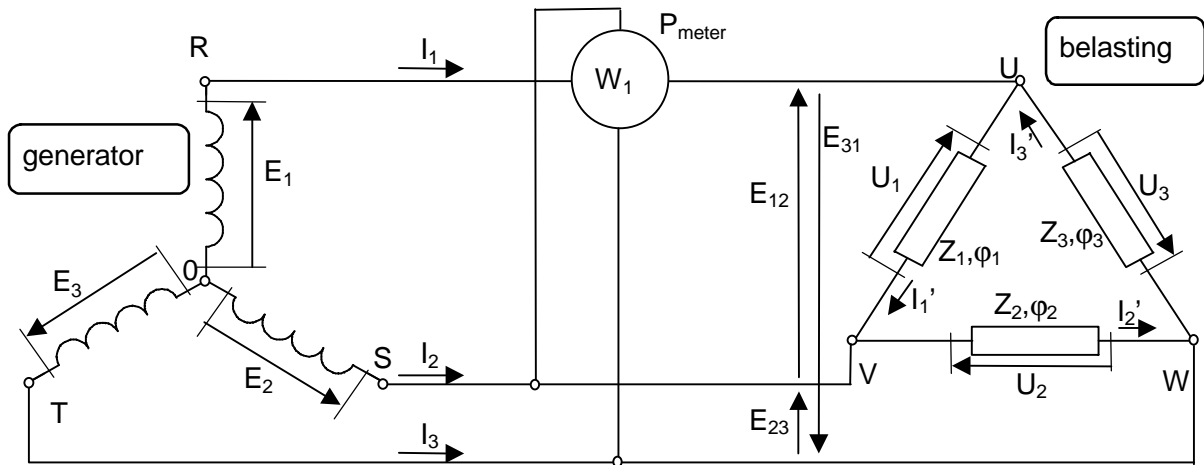 P_meter
belasting
R
I₁
W₁
U
generator
E₁
E₁₂
E₃₁
U₁
I₃’
U₃
Z₁,φ₁
Z₃,φ₃
E₃
0
I₁’
Z₂,φ₂
I₂’
E₂
S
I₂
V
U₂
W
T
I₃
E₂₃